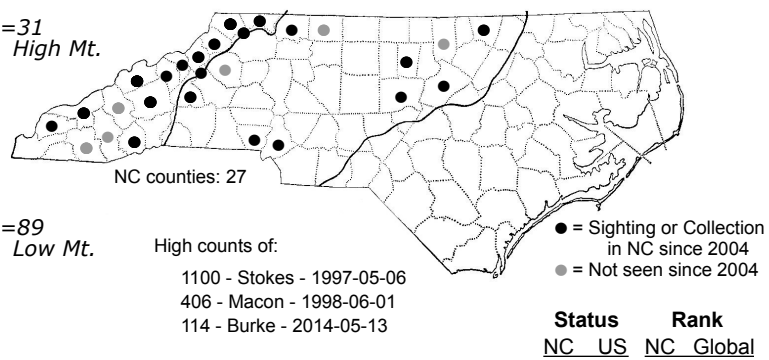 =31
High Mt.
NC counties: 27
=89
Low Mt.
High counts of:
1100 - Stokes - 1997-05-06
406 - Macon - 1998-06-01
114 - Burke - 2014-05-13
● = Sighting or Collection
in NC since 2004
● = Not seen since 2004
Status Rank
NC US NC Global